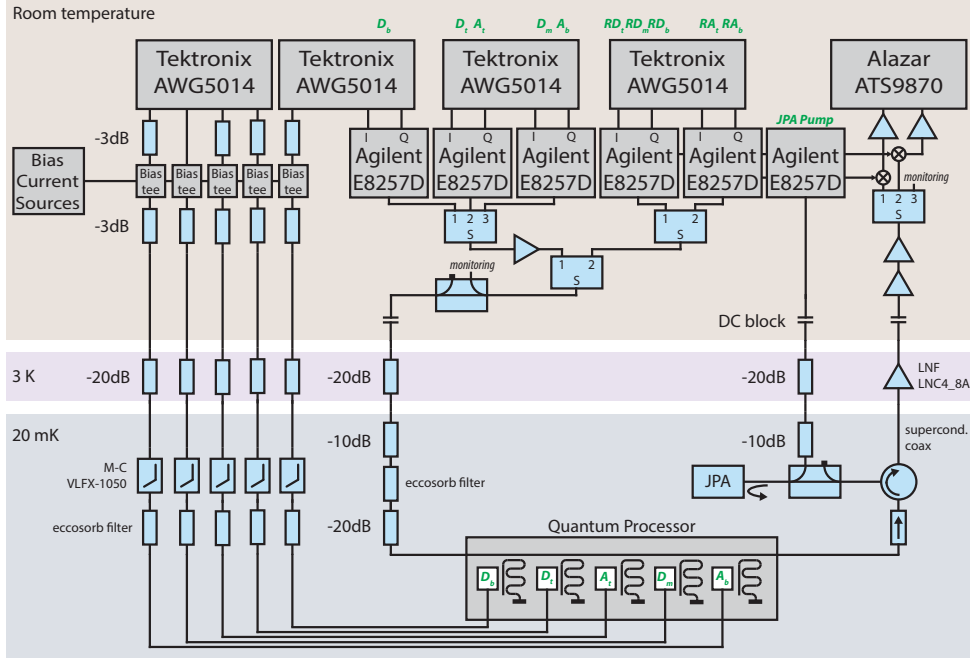 Room temperature
D_b
D_t A_t
D_m A_b
RD_t RD_m RD_b
RA_t RA_b
Tektronix
AWG5014
Tektronix
AWG5014
Tektronix
AWG5014
Tektronix
AWG5014
Alazar
ATS9870
JPA Pump
-3dB
I Q
Agilent
E8257D
I Q
Agilent
E8257D
I Q
Agilent
E8257D
I Q
Agilent
E8257D
I Q
Agilent
E8257D
Agilent
E8257D
Bias
Current
Sources
Bias
tee
Bias
tee
Bias
tee
Bias
tee
Bias
tee
monitoring
1 2 3
S
-3dB
1 2 3
S
1 2
S
1 2
S
monitoring
DC block
3 K
-20dB
-20dB
-20dB
LNF
LNC4_8A
20 mK
-10dB
-10dB
supercond.
coax
M-C
VLFX-1050
eccosorb filter
JPA
eccosorb filter
-20dB
Quantum Processor
D_b
D_t
A_t
D_m
A_b